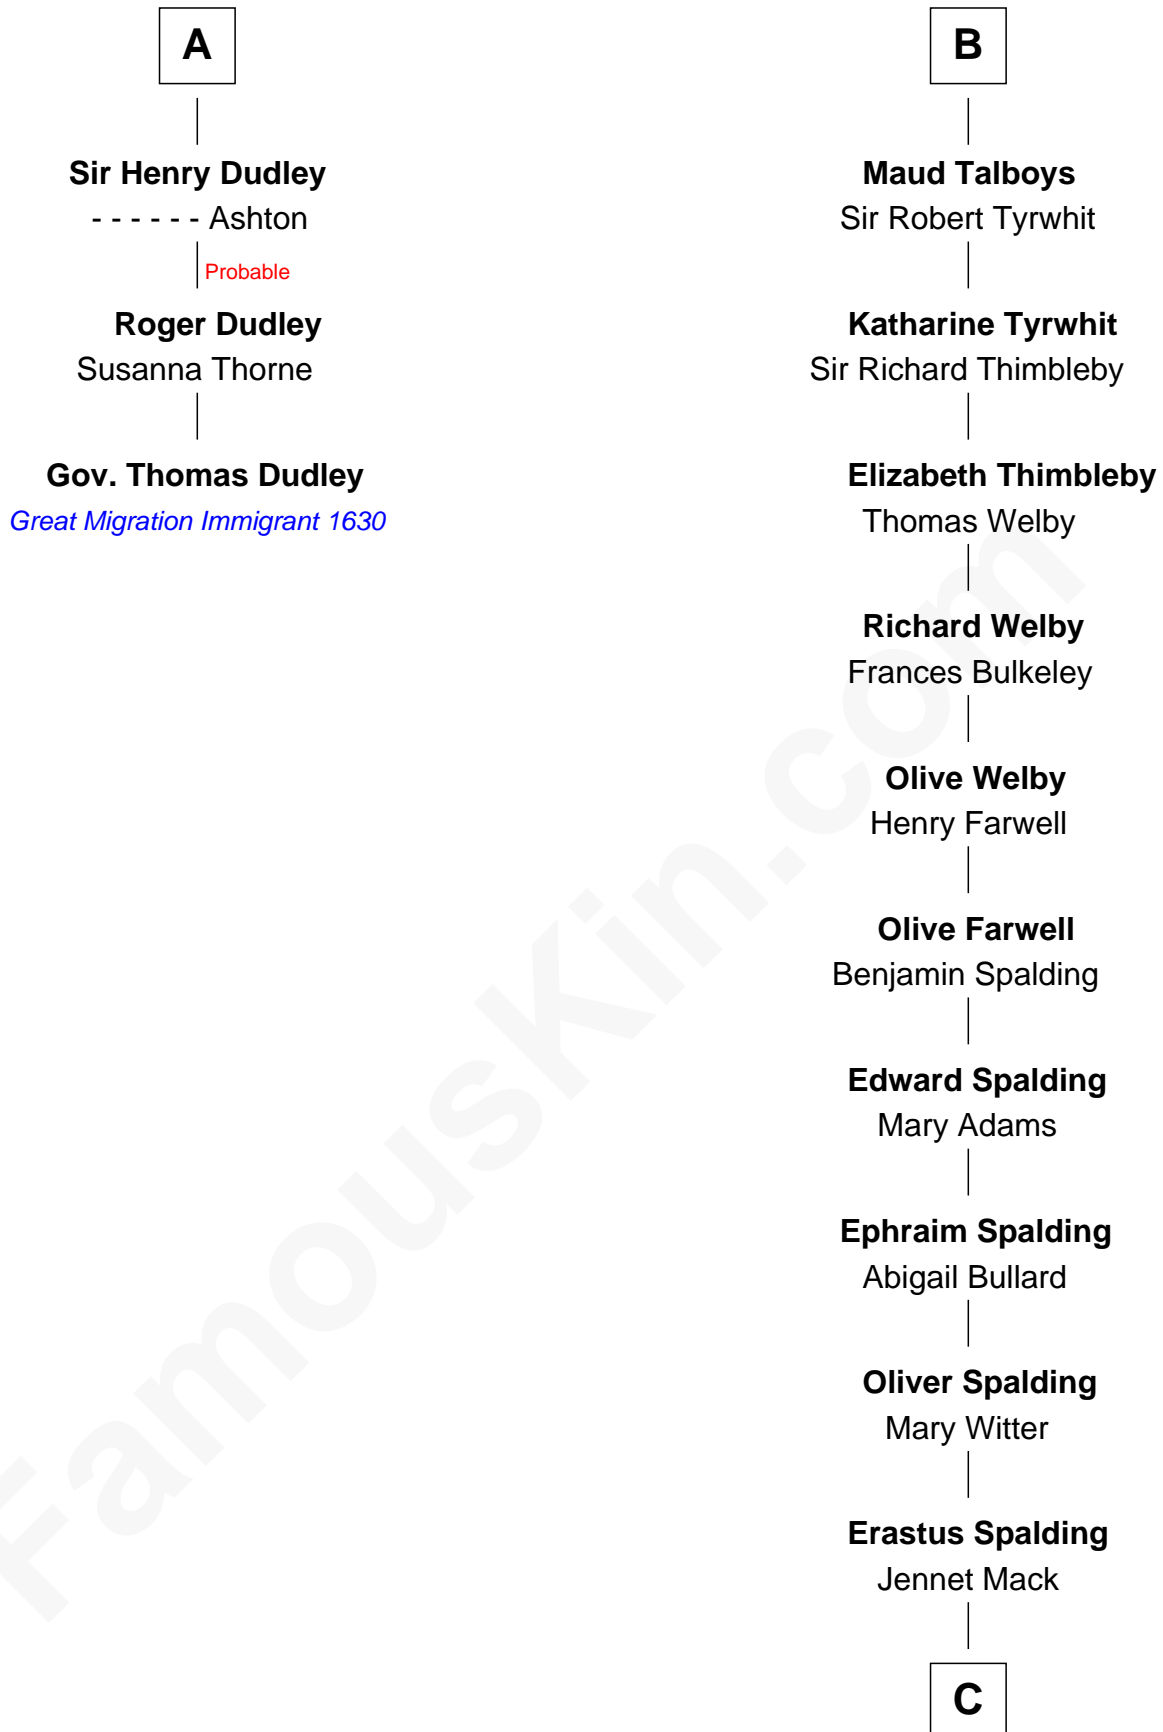 A
Sir Henry Dudley
- - - - - - Ashton
Probable
Roger Dudley
Susanna Thorne
Gov. Thomas Dudley
Great Migration Immigrant 1630
B
Maud Talboys
Sir Robert Tyrwhit
Katharine Tyrwhit
Sir Richard Thimbleby
Elizabeth Thimbleby
Thomas Welby
Richard Welby
Frances Bulkeley
Olive Welby
Henry Farwell
Olive Farwell
Benjamin Spalding
Edward Spalding
Mary Adams
Ephraim Spalding
Abigail Bullard
Oliver Spalding
Mary Witter
Erastus Spalding
Jennet Mack
C
FamousKin.com